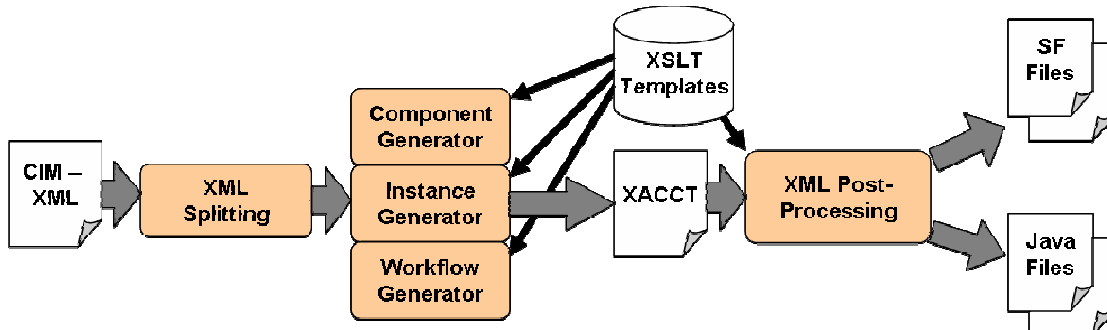 CIM –
XML
XML
Splitting
Component
Generator
Instance
Generator
Workflow
Generator
XSLT
Templates
XACCT
XML Post-
Processing
SF
Files
Java
Files